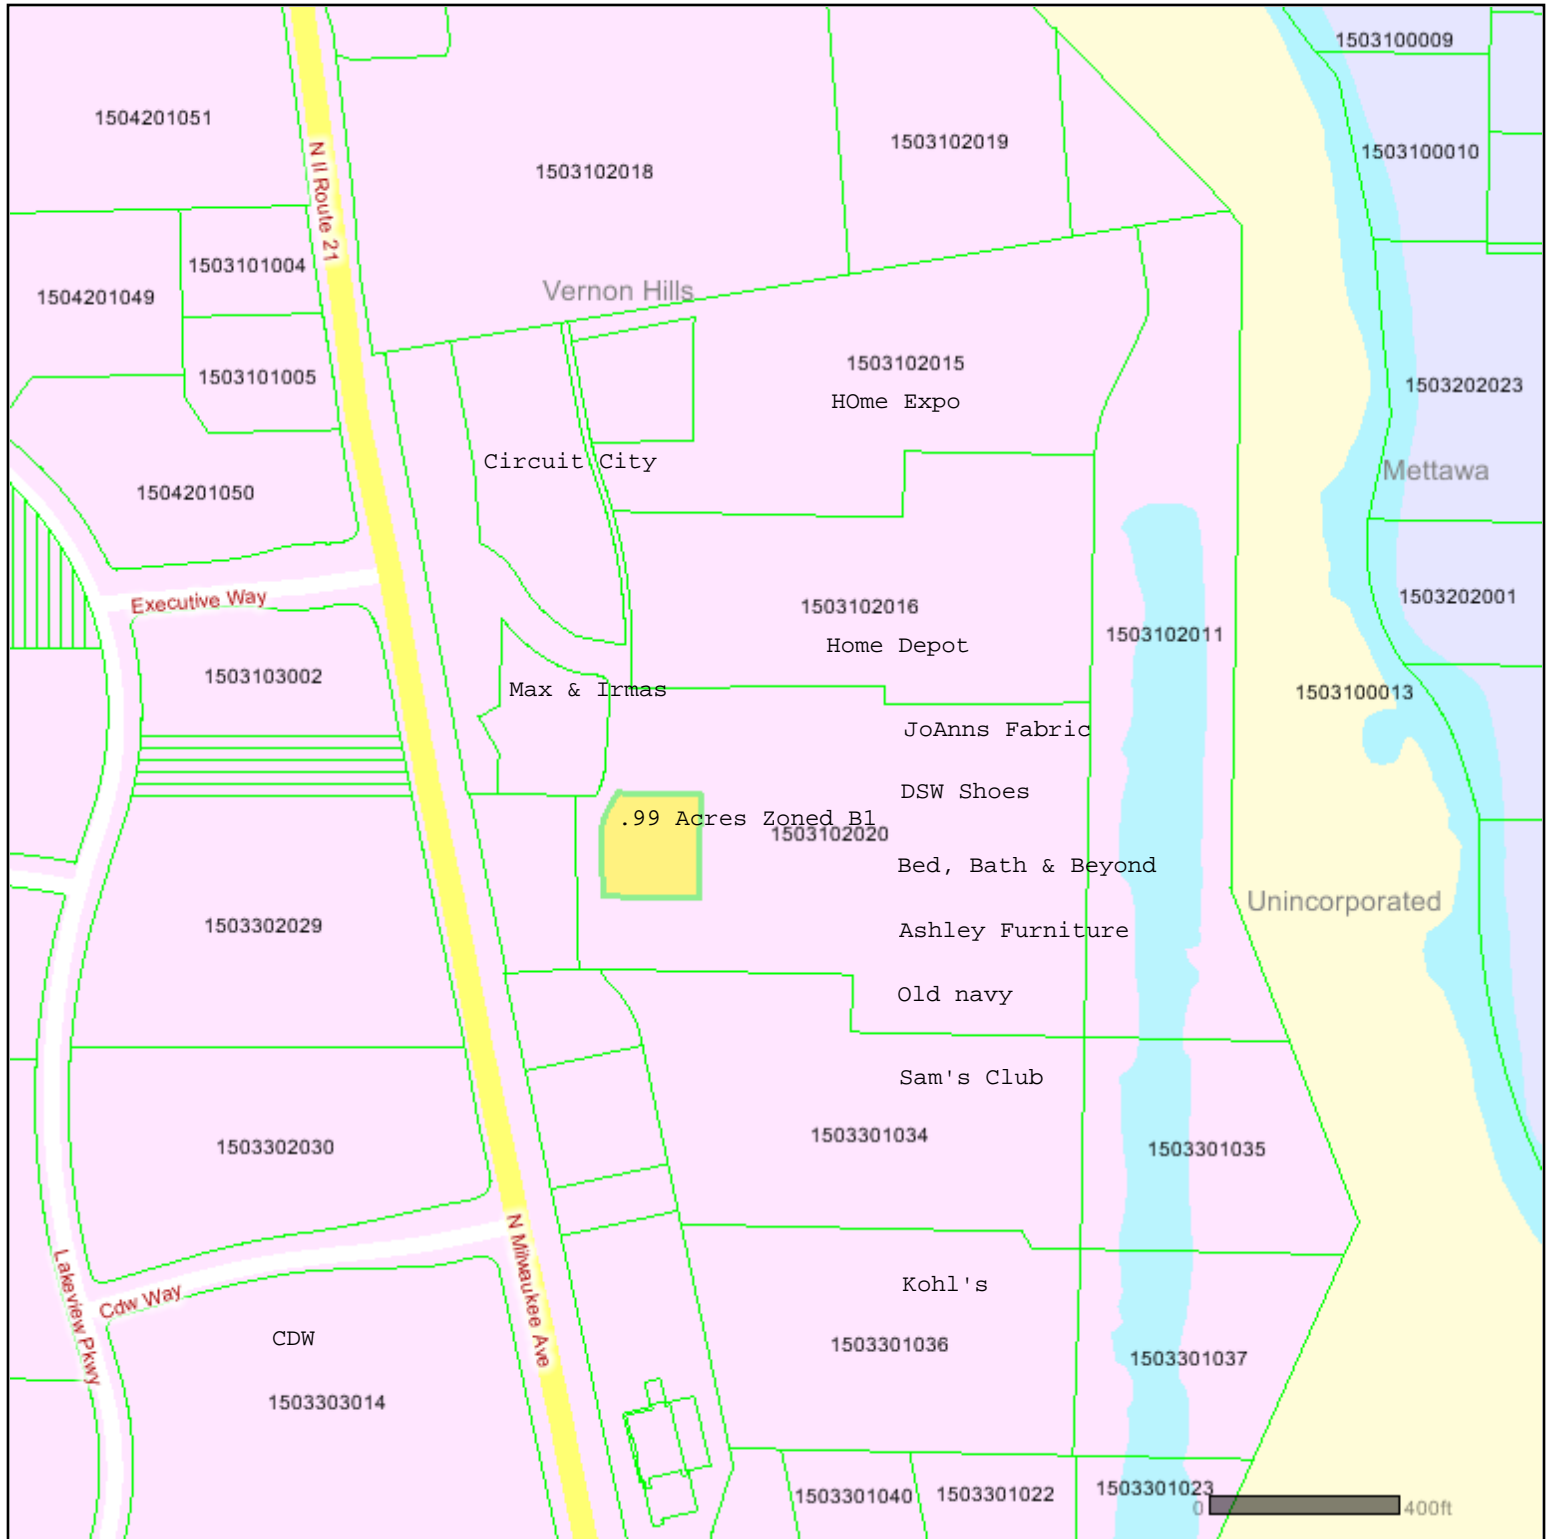 1503100009
1504201051
1503102019
1503100010
1503102018
N Il Route 21
1503101004
1504201049
Vernon Hills
1503102015
1503101005
1503202023
HOme Expo
Circuit City
Mettawa
1504201050
Executive Way
1503102016
1503202001
1503102011
Home Depot
1503103002
Max & Irmas
1503100013
JoAnns Fabric
DSW Shoes
.99 Acres Zoned B1
1503102020
Bed, Bath & Beyond
Unincorporated
1503302029
Ashley Furniture
Old navy
Sam's Club
1503301034
1503302030
1503301035
N Milwaukee Ave
Lakeview Pkwy
Cdw Way
Kohl's
CDW
1503301036
1503301037
1503303014
1503301040
1503301022
1503301023
0
400ft